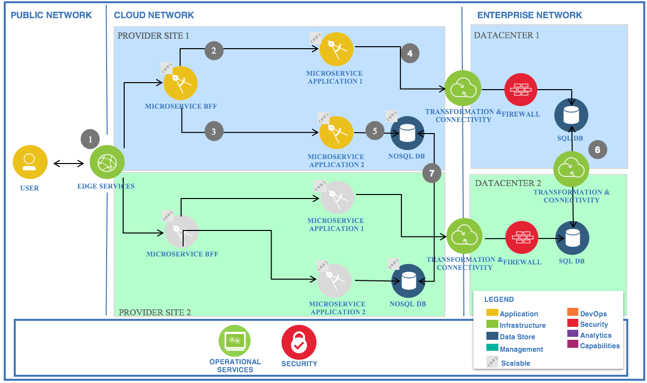 PUBLIC NETWORK
CLOUD NETWORK
ENTERPRISE NETWORK
PROVIDER SITE 1
DATACENTER 1
2
4
MICROSERVICE
APPLICATION 1
MICROSERVICE BFF
TRANSFORMATION &
CONNECTIVITY
FIREWALL
SQL DB
1
3
5
6
MICROSERVICE
APPLICATION 2
NOSQL DB
USER
EDGE SERVICES
7
DATACENTER 2
TRANSFORMATION &
CONNECTIVITY
MICROSERVICE
APPLICATION 1
MICROSERVICE BFF
TRANSFORMATION &
CONNECTIVITY
FIREWALL
SQL DB
MICROSERVICE
APPLICATION 2
NOSQL DB
PROVIDER SITE 2
LEGEND
Application
DevOps
Infrastructure
Security
Data Store
Analytics
Management
Capabilities
Scalable
OPERATIONAL
SERVICES
SECURITY